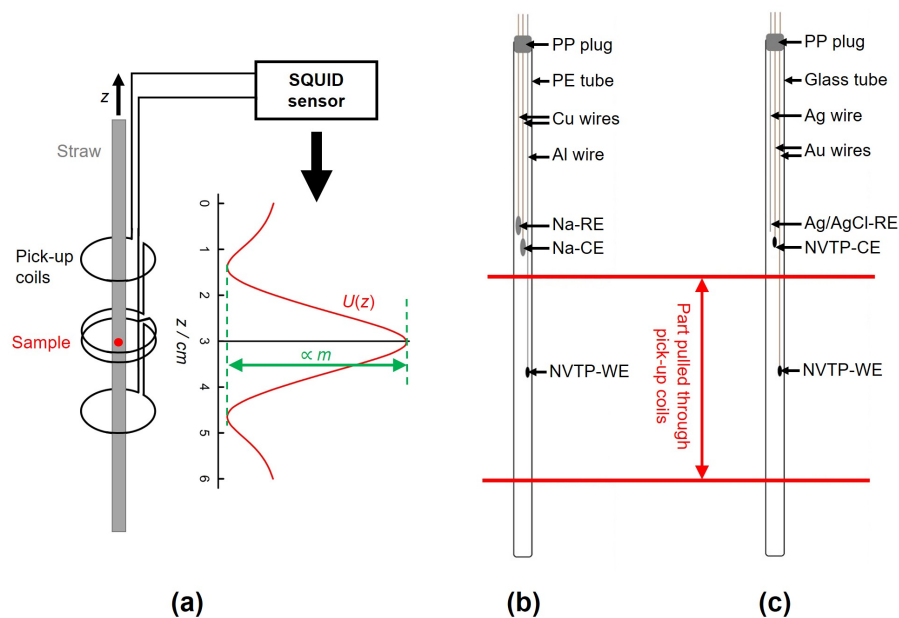 SQUID
sensor
z
Straw
Pick-up
coils
Sample
0
1
2
3
4
5
6
z / cm
U(z)
∝ m
(a)
PP plug
PE tube
Cu wires
Al wire
Na-RE
Na-CE
NVTP-WE
(b)
Part pulled through
pick-up coils
PP plug
Glass tube
Ag wire
Au wires
Ag/AgCl-RE
NVTP-CE
NVTP-WE
(c)